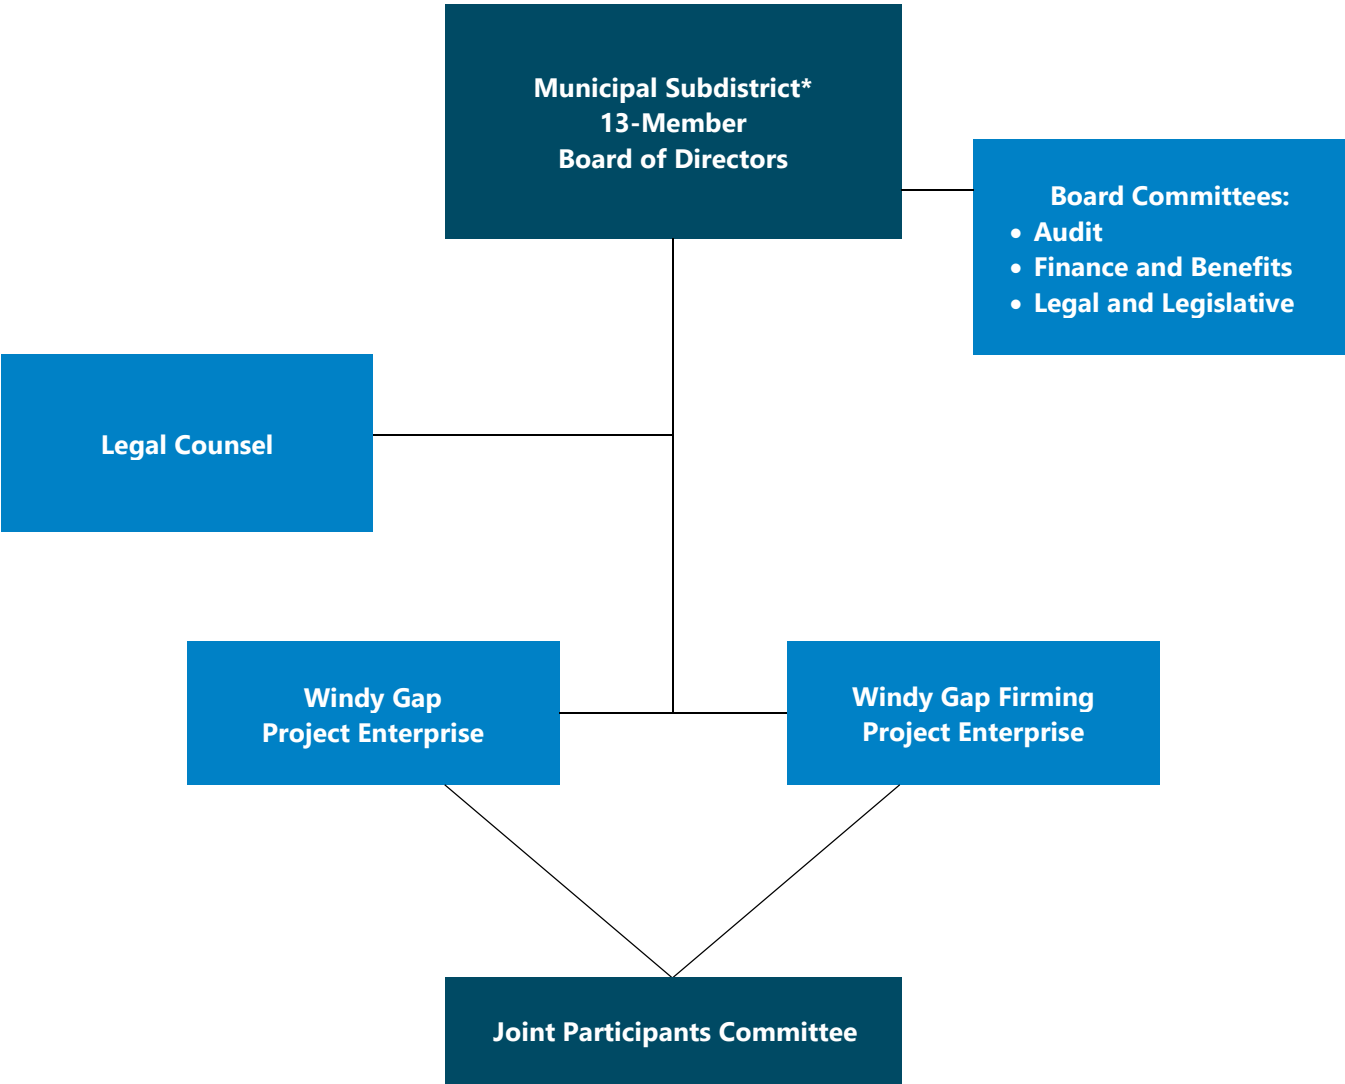 Municipal Subdistrict*
13-Member
Board of Directors
Board Committees:
• Audit
• Finance and Benefits
• Legal and Legislative
Legal Counsel
Windy Gap
Project Enterprise
Windy Gap Firming
Project Enterprise
Joint Participants Committee